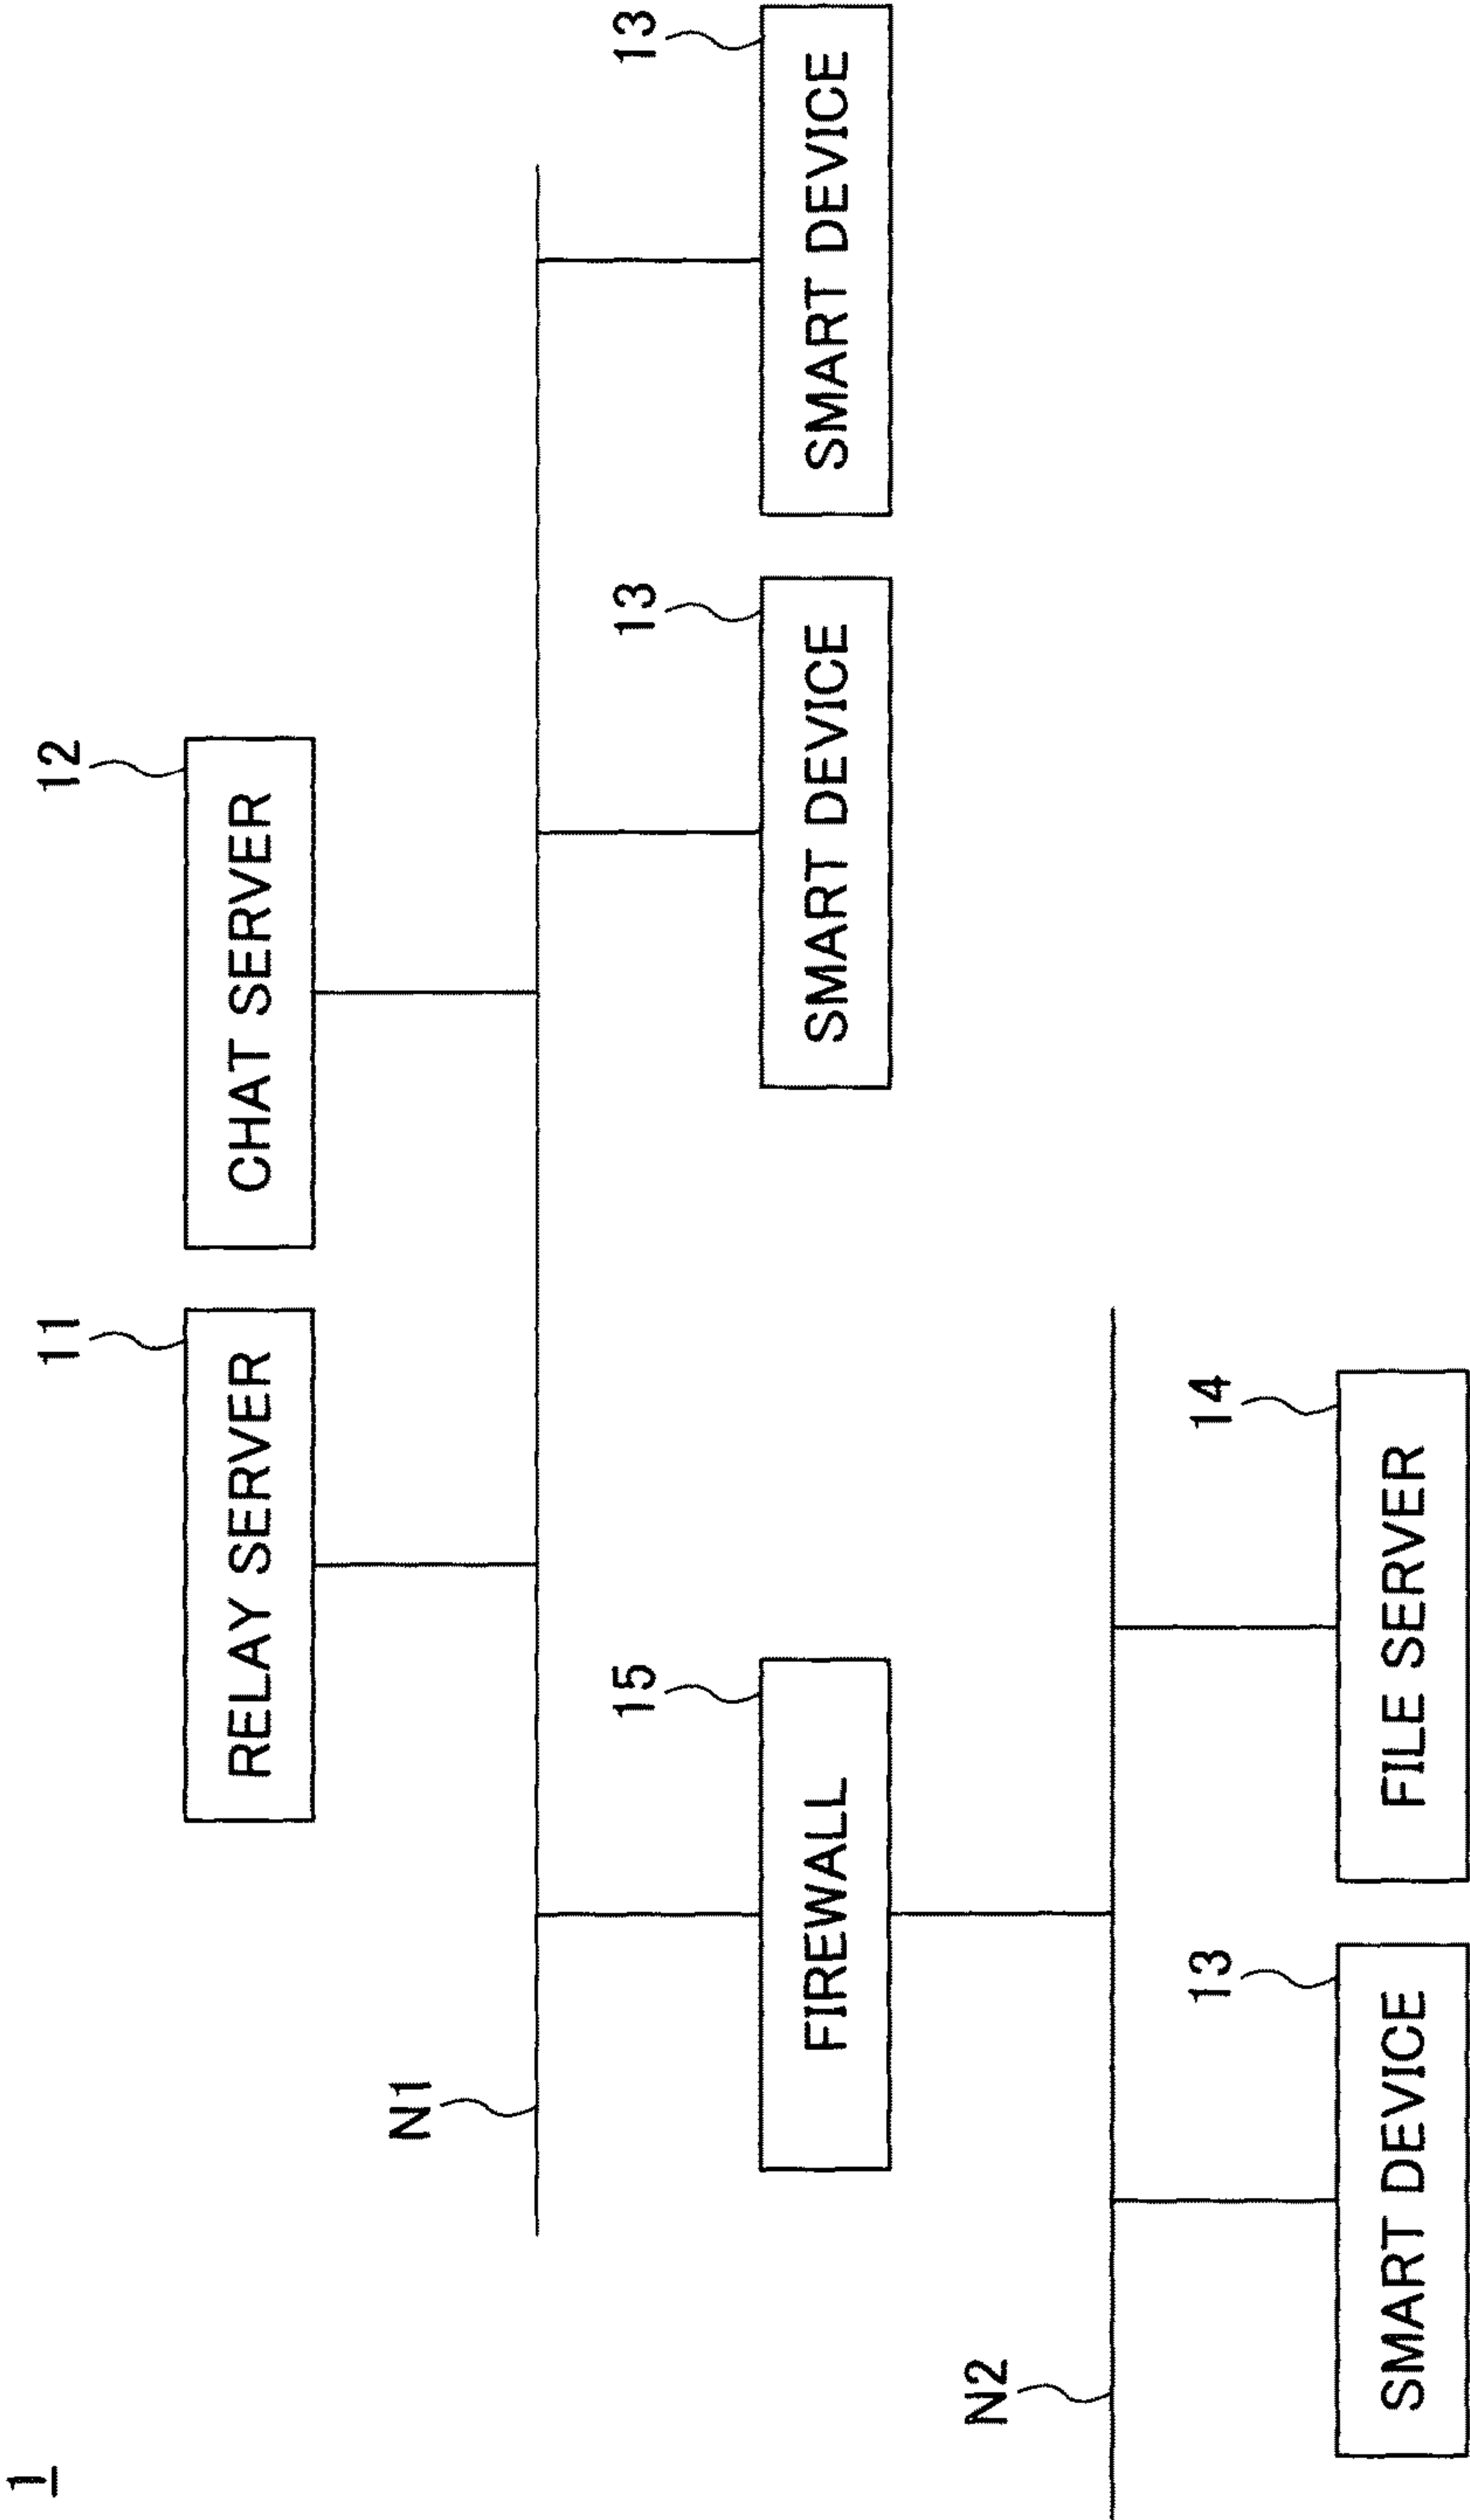 1
11
12
RELAY SERVER
CHAT SERVER
N1
15
13
13
FIREWALL
SMART DEVICE
SMART DEVICE
N2
13
14
SMART DEVICE
FILE SERVER